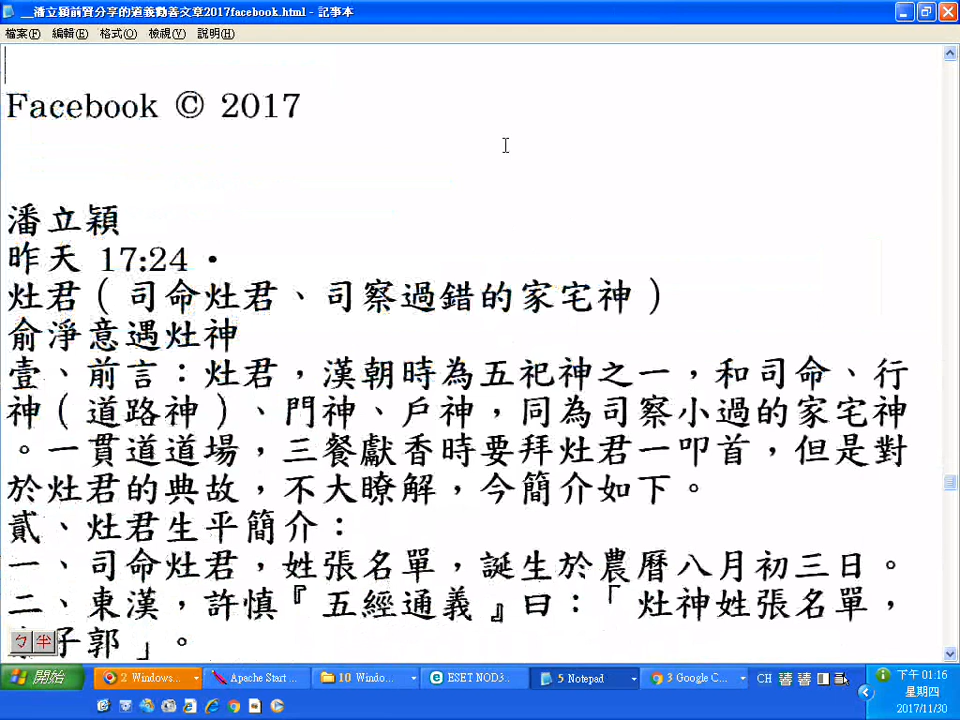 __潘立穎前賢分享的道義勸善文章2017facebook.html - 記事本
檔案(F) 編輯(E) 格式(O) 檢視(V) 說明(H)
Facebook © 2017
潘立穎
昨天 17:24 •
灶君（司命灶君、司察過錯的家宅神）
俞淨意遇灶神
壹、前言：灶君，漢朝時為五祀神之一，和司命、行
神（道路神）、門神、戶神，同為司察小過的家宅神
。一貫道道場，三餐獻香時要拜灶君一叩首，但是對
於灶君的典故，不大瞭解，今簡介如下。
貳、灶君生平簡介：
一、司命灶君，姓張名單，誕生於農曆八月初三日。
二、東漢，許慎『五經通義』曰：「灶神姓張名單，
子郭」。
ㄅ 半
開始 2 Windows... Apache Start ... 10 Windo... ESET NOD3... 5 Notepad 3 Google C... CH 下午 01:16
星期四
2017/11/30